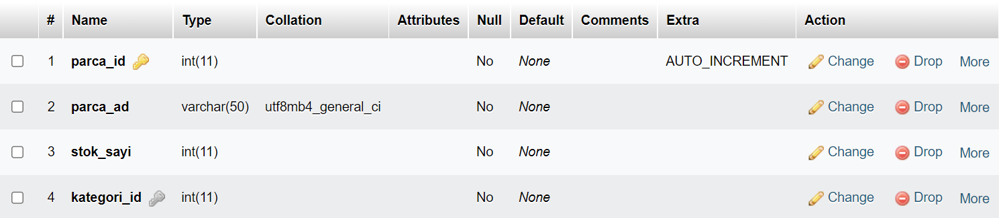 # Name Type Collation Attributes Null Default Comments Extra Action
1 parca_id int(11) No None AUTO_INCREMENT Change Drop More
2 parca_ad varchar(50) utf8mb4_general_ci No None Change Drop More
3 stok_sayi int(11) No None Change Drop More
4 kategori_id int(11) No None Change Drop More